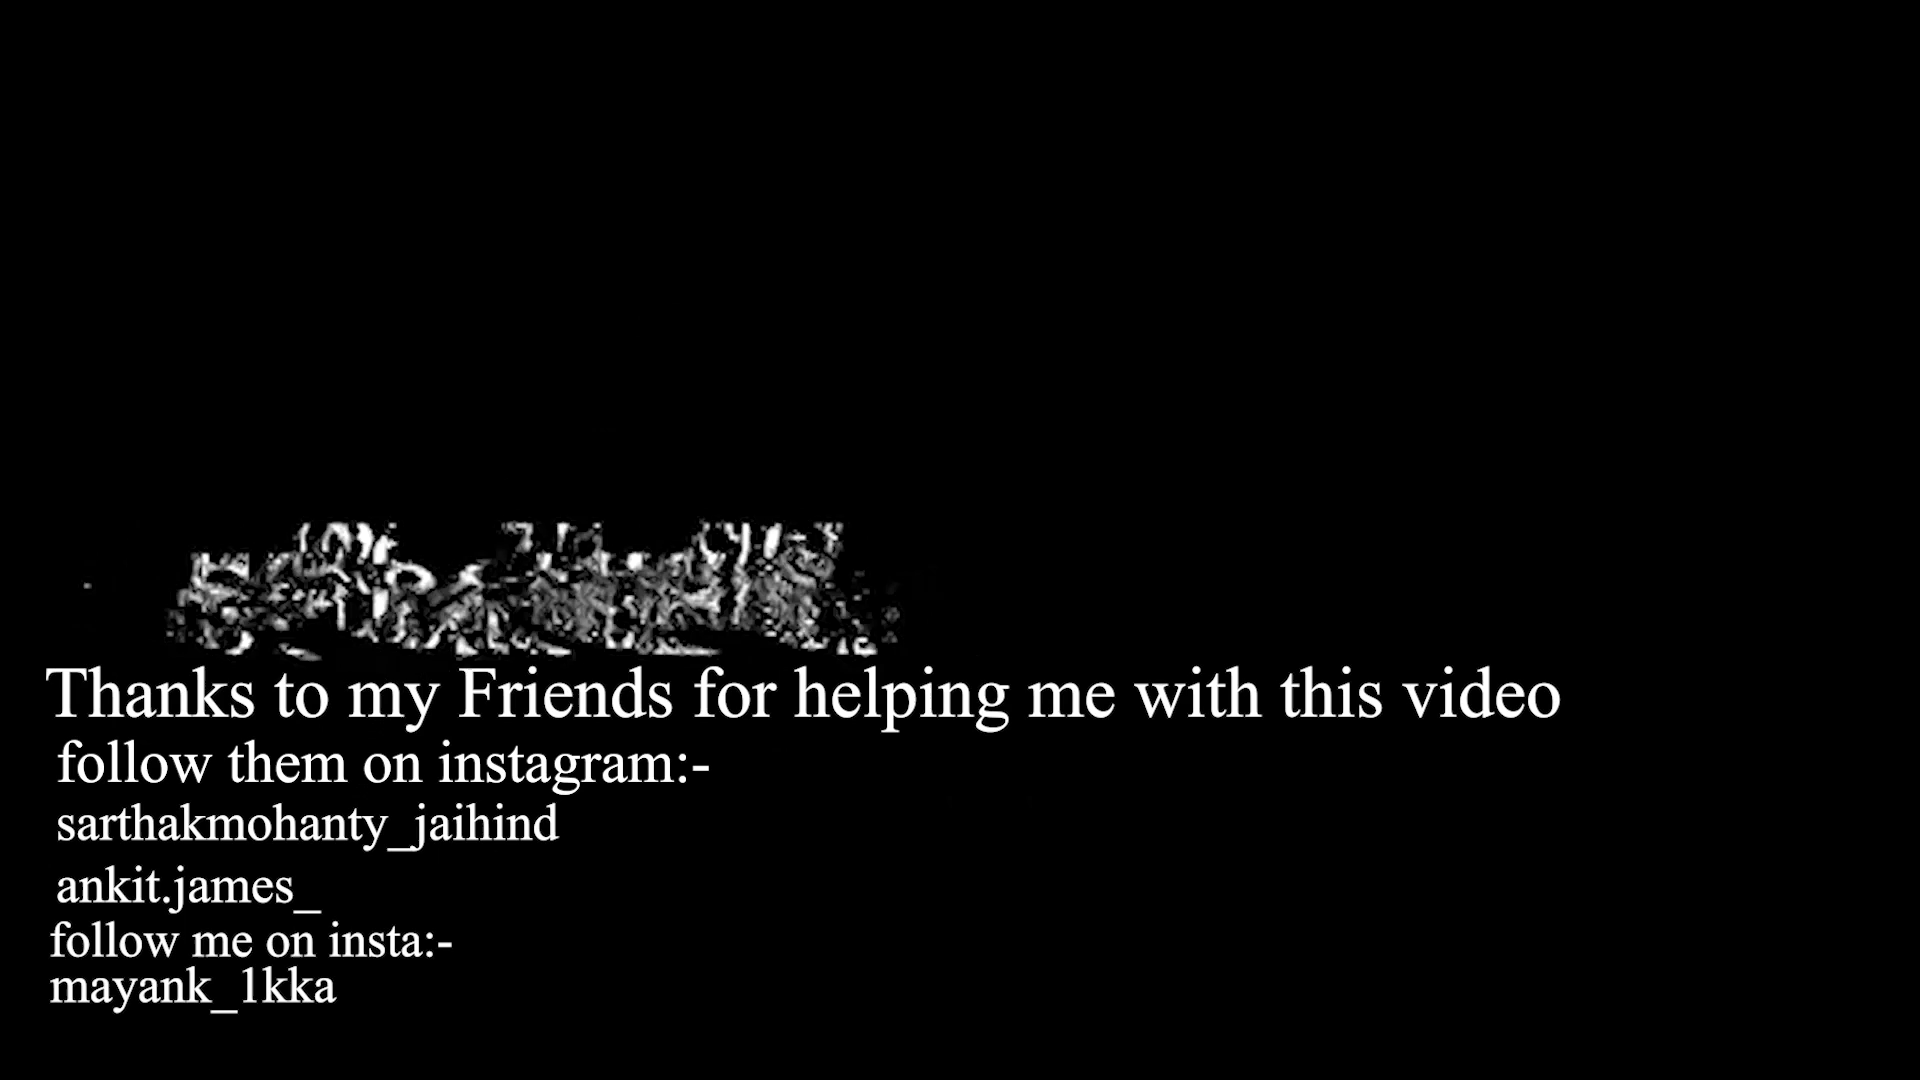 Thanks to my Friends for helping me with this video
follow them on instagram:-
sarthakmohanty_jaihind
ankit.james_
follow me on insta:-
mayank_1kka